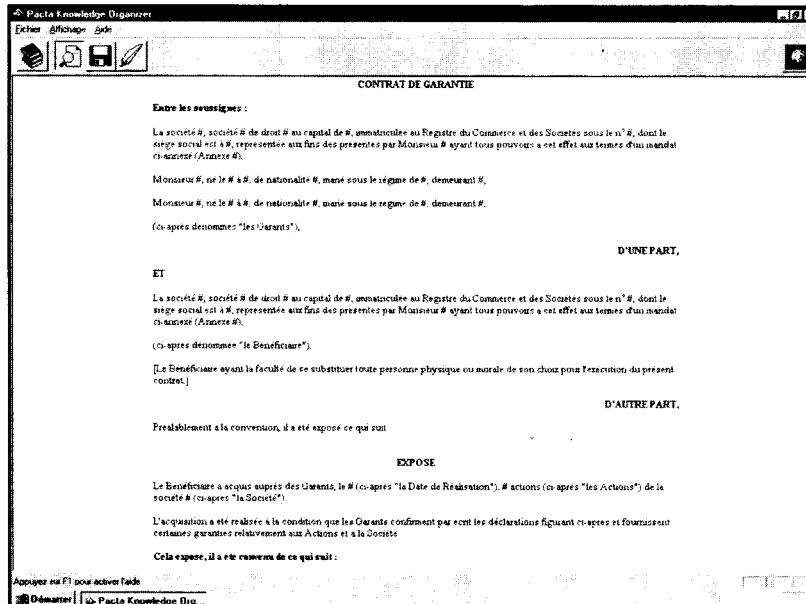 Pacta Knowledge Organizer
Fichier Affichage Aide
CONTRAT DE GARANTIE
Entre les soussignés :
La société #, société # de droit # au capital de #, immatriculée au Registre du Commerce et des Sociétés sous le n° #, dont le
siège social est à #, représentée aux fins des présentes par Monsieur # ayant tous pouvoirs à cet effet aux termes d'un mandat
ci-annexé (Annexe #),
Monsieur #, né le # à #, de nationalité #, marié sous le régime de #, demeurant #,
Monsieur #, né le # à #, de nationalité #, marié sous le régime de #, demeurant #,
(ci-après dénommés "les Garants"),
D'UNE PART,
ET
La société #, société # de droit # au capital de #, immatriculée au Registre du Commerce et des Sociétés sous le n° #, dont le
siège social est à #, représentée aux fins des présentes par Monsieur # ayant tous pouvoirs à cet effet aux termes d'un mandat
ci-annexé (Annexe #),
(ci-après dénommée "le Bénéficiaire"),
[Le Bénéficiaire ayant la faculté de se substituer toute personne physique ou morale de son choix pour l'exécution du présent
contrat.]
D'AUTRE PART,
Préalablement à la convention, il a été exposé ce qui suit
EXPOSE
Le Bénéficiaire a acquis auprès des Garants, le # (ci-après "la Date de Réalisation"), # actions (ci-après "les Actions") de la
société # (ci-après "la Société").
L'acquisition a été réalisée à la condition que les Garants confirment par écrit les déclarations figurant ci-après et fournissent
certaines garanties relativement aux Actions et à la Société
Cela exposé, il a été convenu de ce qui suit :
Appuyez sur F1 pour activer l'aide
Démarrer Pacta Knowledge Org...